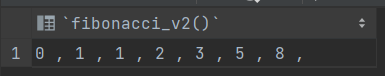 `fibonacci_v2()`
1 0 , 1 , 1 , 2 , 3 , 5 , 8 ,